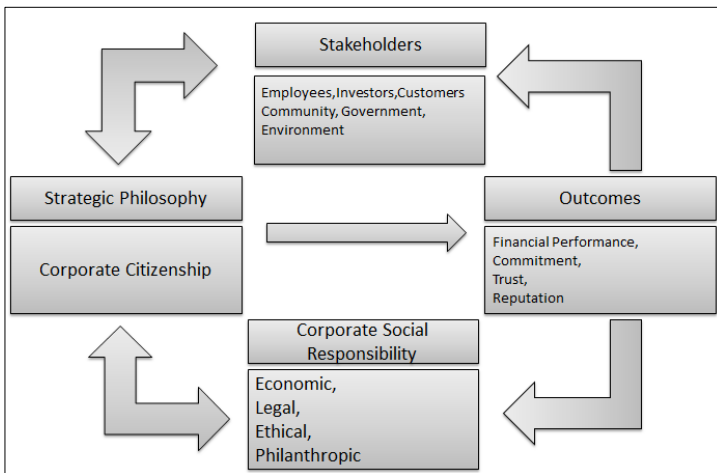 Stakeholders
Employees,Investors,Customers
Community, Government,
Environment
Strategic Philosophy
Corporate Citizenship
Outcomes
Financial Performance,
Commitment,
Trust,
Reputation
Corporate Social
Responsibility
Economic,
Legal,
Ethical,
Philanthropic